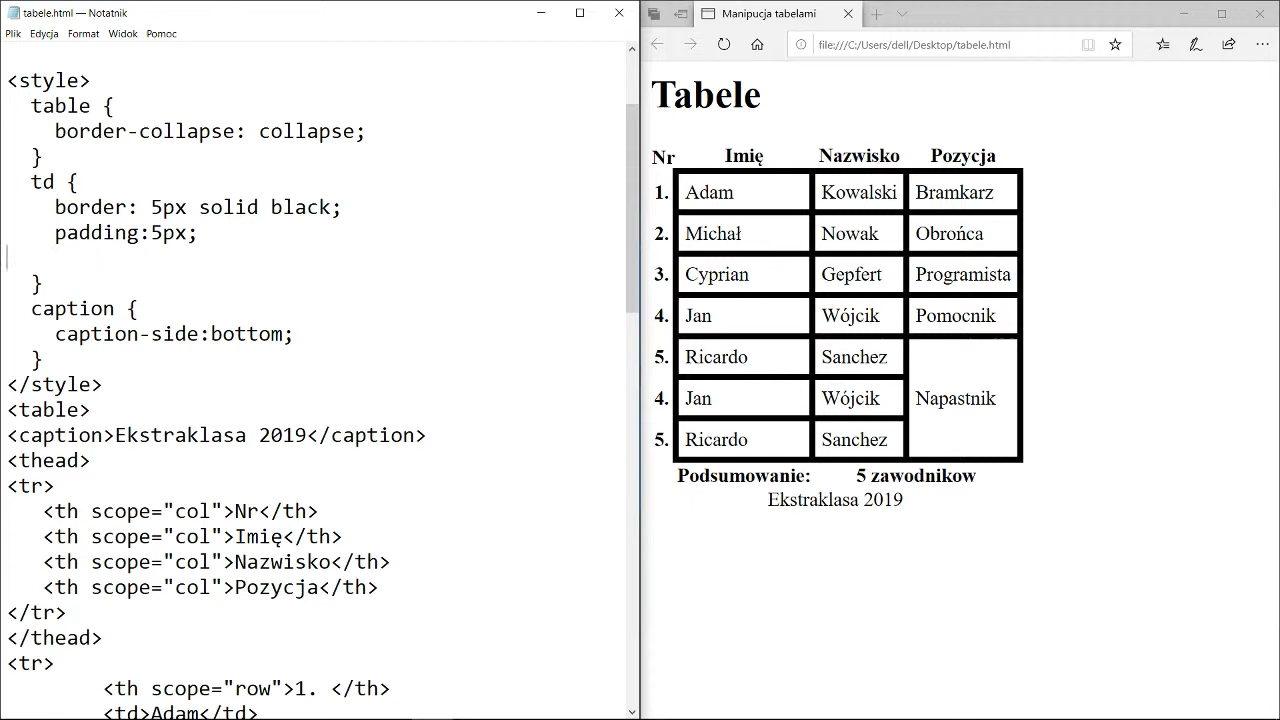 tabele.html — Notatnik
Plik Edycja Format Widok Pomoc
<style>
  table {
    border-collapse: collapse;
  }
  td {
    border: 5px solid black;
    padding:5px;

  }
  caption {
    caption-side:bottom;
  }
</style>
<table>
<caption>Ekstraklasa 2019</caption>
<thead>
<tr>
   <th scope="col">Nr</th>
   <th scope="col">Imię</th>
   <th scope="col">Nazwisko</th>
   <th scope="col">Pozycja</th>
</tr>
</thead>
<tr>
        <th scope="row">1. </th>
        <td>Adam</td>
Manipucja tabelami
file:///C:/Users/dell/Desktop/tabele.html
Tabele
Nr Imię Nazwisko Pozycja
1. Adam Kowalski Bramkarz
2. Michał Nowak Obrońca
3. Cyprian Gepfert Programista
4. Jan Wójcik Pomocnik
5. Ricardo Sanchez
4. Jan Wójcik Napastnik
5. Ricardo Sanchez
Podsumowanie: 5 zawodnikow
Ekstraklasa 2019